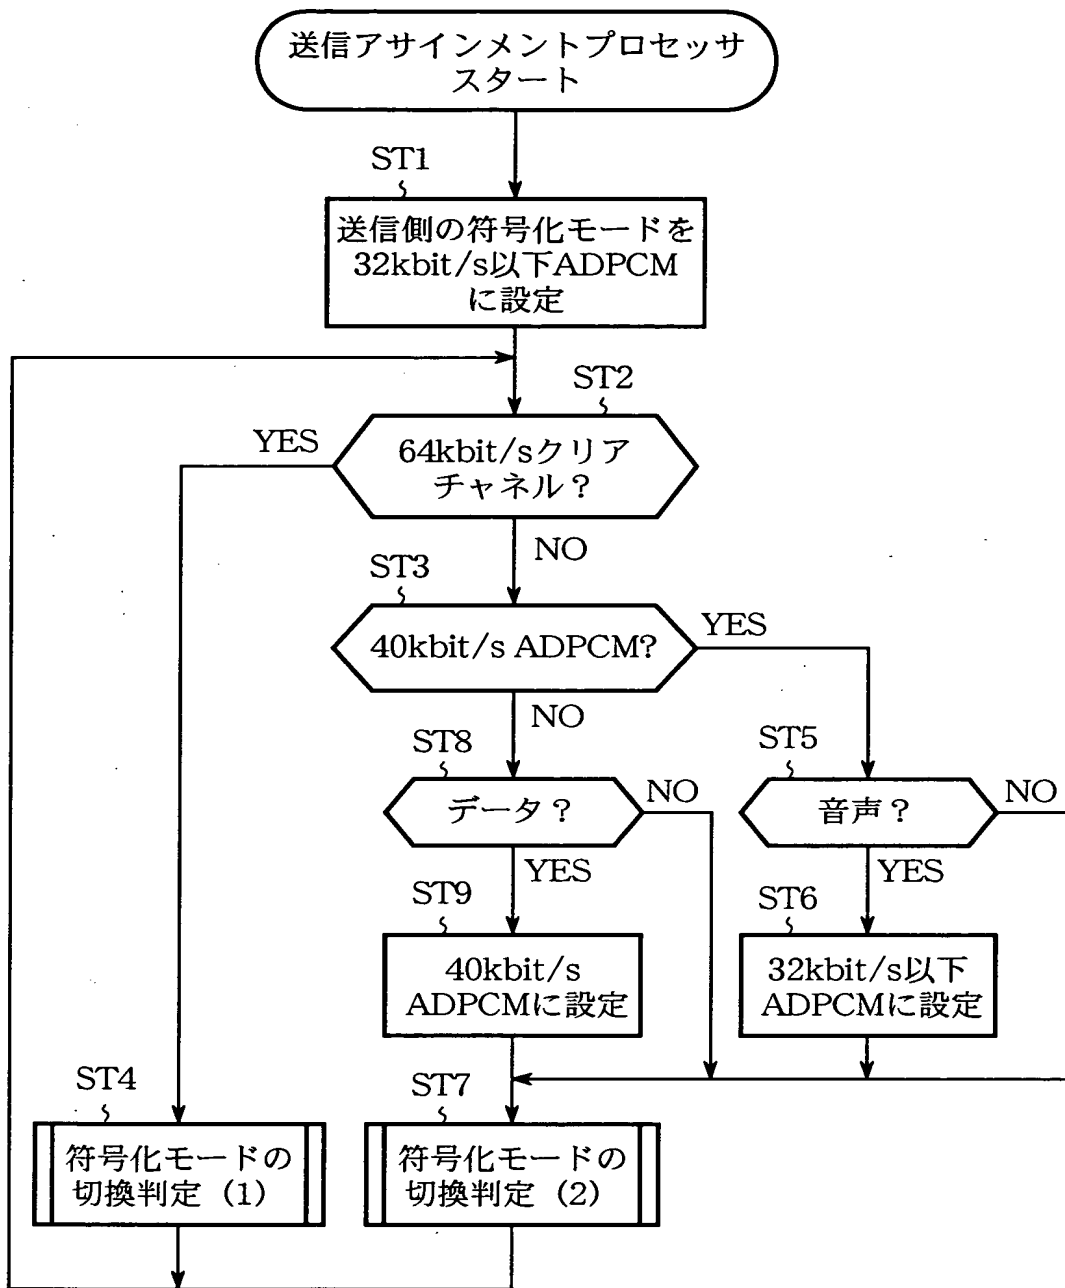 送信アサインメントプロセッサ
スタート
ST1
送信側の符号化モードを
32kbit/s以下ADPCM
に設定
ST2
64kbit/sクリア
チャネル？
YES
NO
ST3
40kbit/s ADPCM?
YES
NO
ST8
データ？
NO
YES
ST5
音声？
NO
YES
ST9
40kbit/s
ADPCMに設定
ST6
32kbit/s以下
ADPCMに設定
ST4
符号化モードの
切換判定（1）
ST7
符号化モードの
切換判定（2）